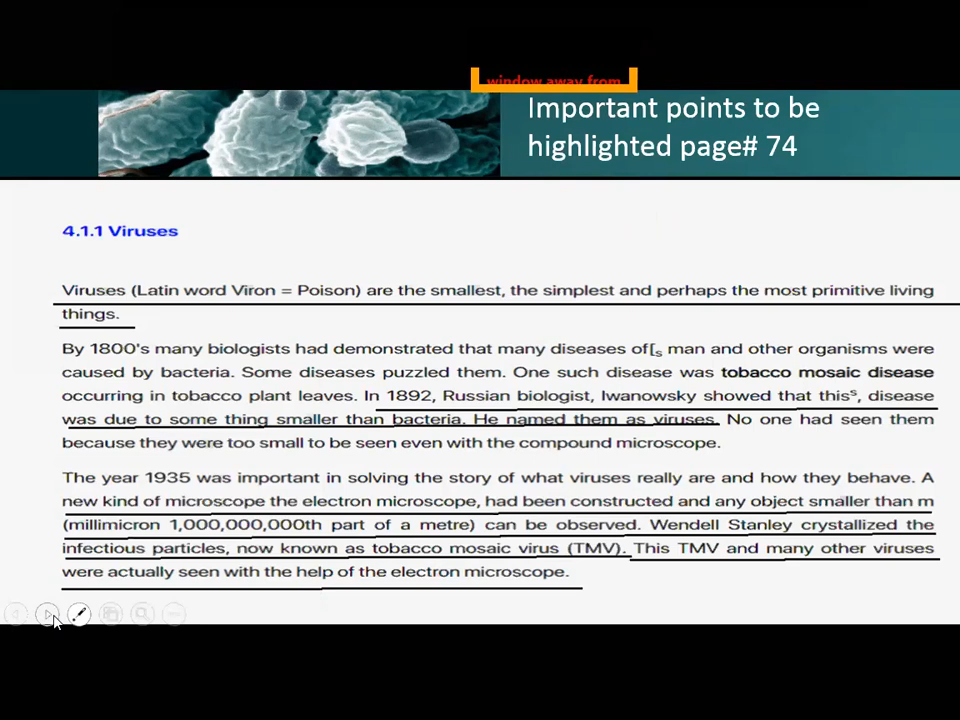 window away from
Important points to be
highlighted page# 74
4.1.1 Viruses
Viruses (Latin word Viron = Poison) are the smallest, the simplest and perhaps the most primitive living
things.
By 1800's many biologists had demonstrated that many diseases of[s man and other organisms were
caused by bacteria. Some diseases puzzled them. One such disease was tobacco mosaic disease
occurring in tobacco plant leaves. In 1892, Russian biologist, Iwanowsky showed that thisˢ, disease
was due to some thing smaller than bacteria. He named them as viruses. No one had seen them
because they were too small to be seen even with the compound microscope.
The year 1935 was important in solving the story of what viruses really are and how they behave. A
new kind of microscope the electron microscope, had been constructed and any object smaller than m
(millimicron 1,000,000,000th part of a metre) can be observed. Wendell Stanley crystallized the
infectious particles, now known as tobacco mosaic virus (TMV). This TMV and many other viruses
were actually seen with the help of the electron microscope.